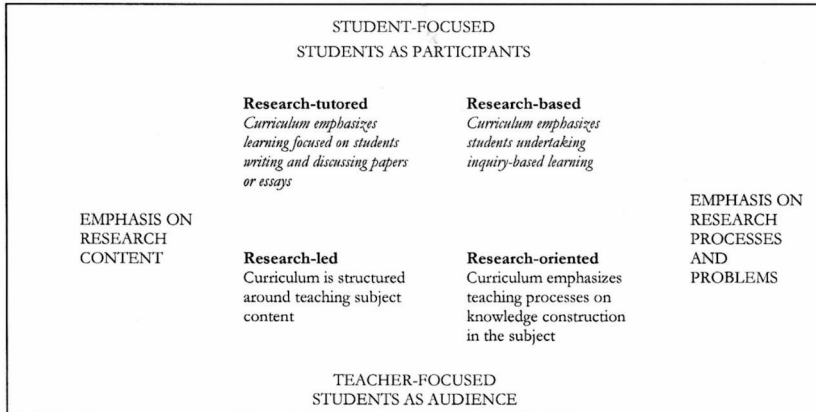 STUDENT-FOCUSED
STUDENTS AS PARTICIPANTS
Research-tutored
Curriculum emphasizes
learning focused on students
writing and discussing papers
or essays
Research-based
Curriculum emphasizes
students undertaking
inquiry-based learning
EMPHASIS ON
RESEARCH
CONTENT
EMPHASIS ON
RESEARCH
PROCESSES
AND
PROBLEMS
Research-led
Curriculum is structured
around teaching subject
content
Research-oriented
Curriculum emphasizes
teaching processes on
knowledge construction
in the subject
TEACHER-FOCUSED
STUDENTS AS AUDIENCE